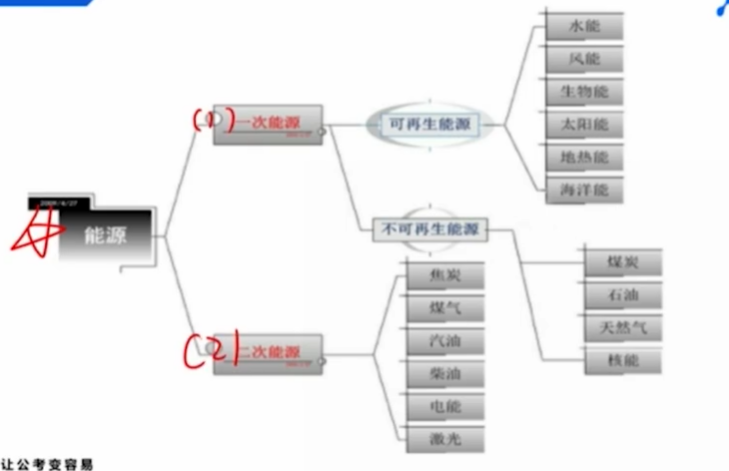 能源
(1)
一次能源
可再生能源
水能
风能
生物能
太阳能
地热能
海洋能
不可再生能源
煤炭
石油
天然气
核能
(2)
二次能源
焦炭
煤气
汽油
柴油
电能
激光
让公考变容易